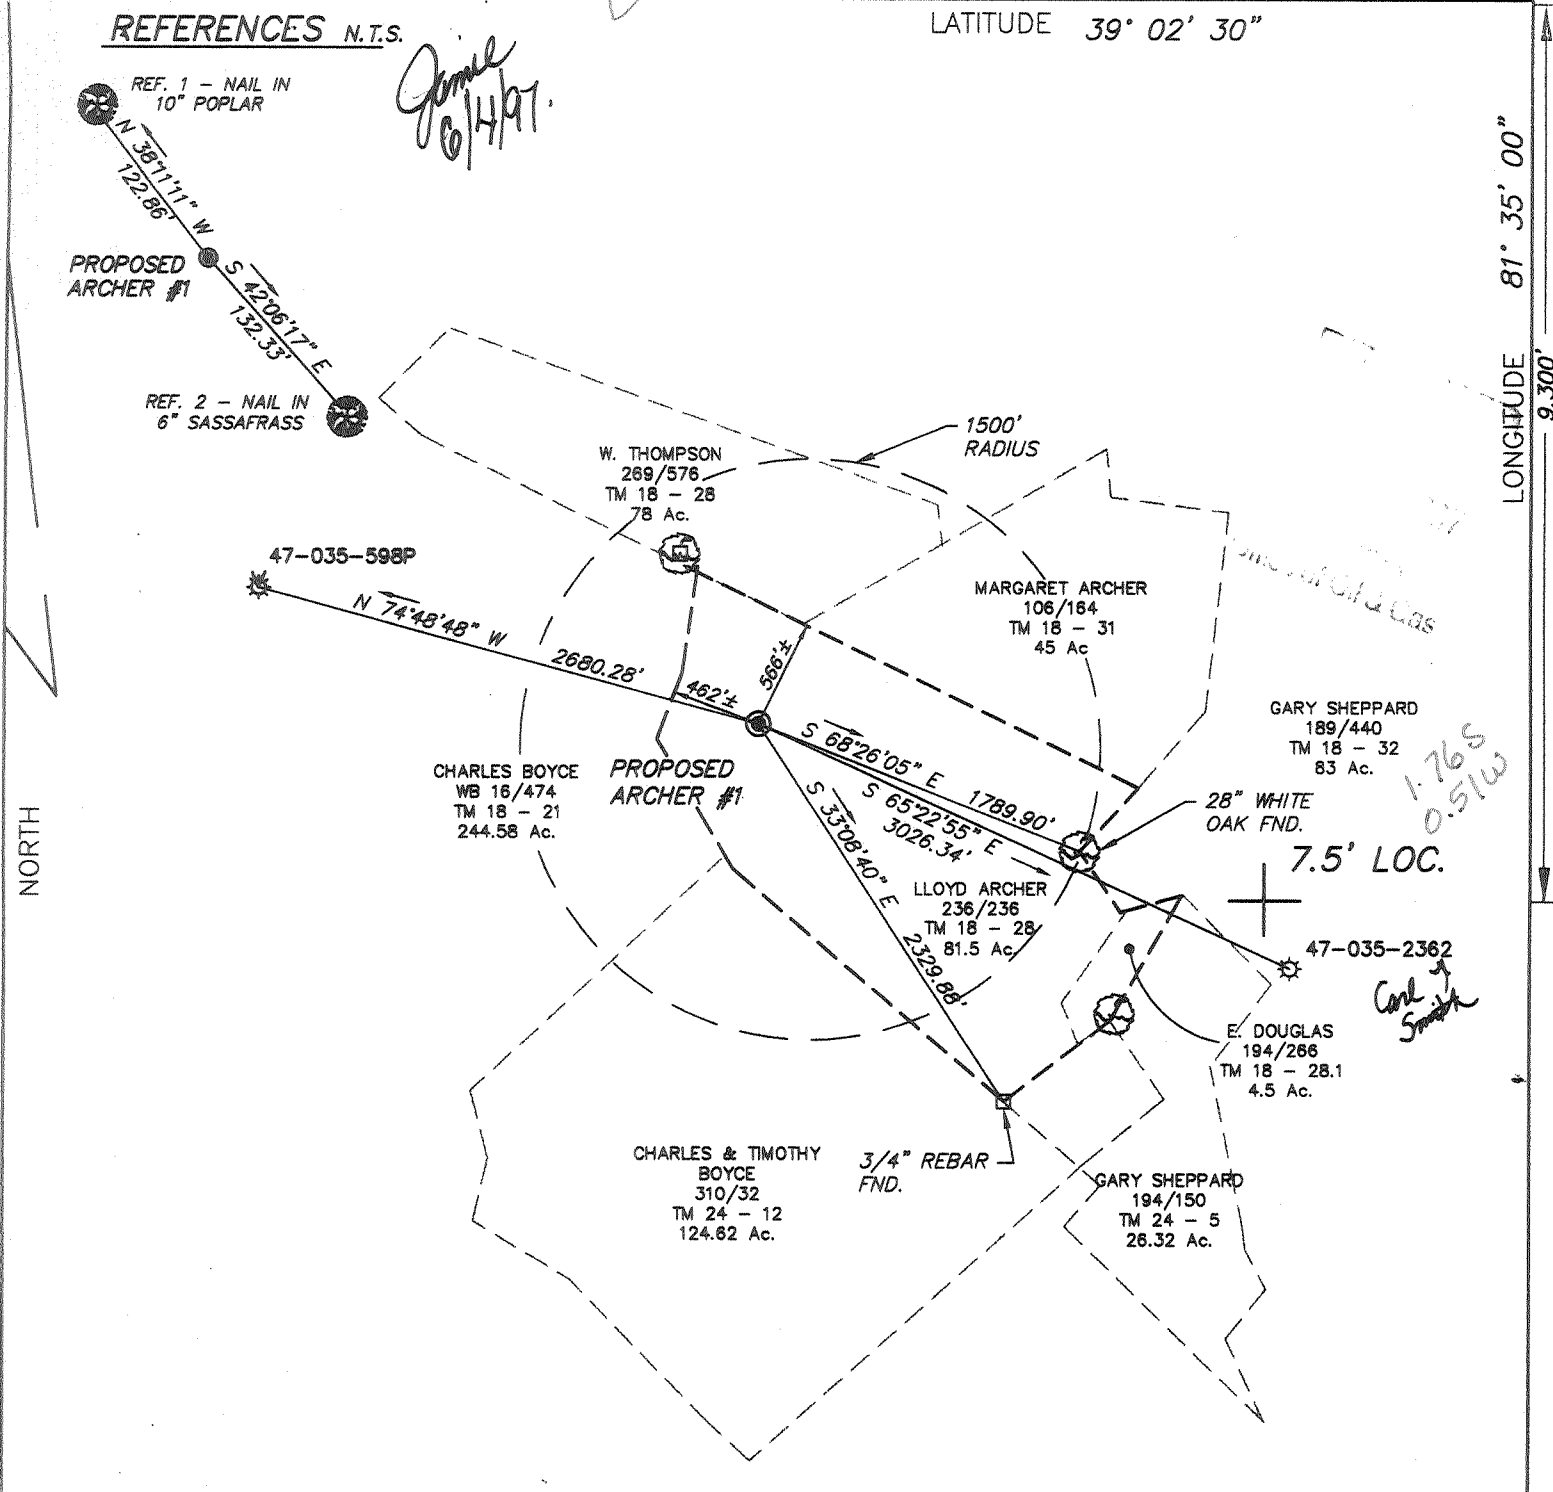 REFERENCES N.T.S.
LATITUDE 39° 02' 30"
Jamie
6/4/97.
REF. 1 - NAIL IN
10" POPLAR
N 38°11'11" W
122.86'
PROPOSED
ARCHER #1
S 42°06'17" E
132.33'
REF. 2 - NAIL IN
6" SASSAFRASS
LONGITUDE 81° 35' 00"
9.300'
1500'
RADIUS
W. THOMPSON
269/576
TM 18 - 28
78 Ac.
47-035-598P
N 74°48'48" W
2680.28'
462'±
566'±
MARGARET ARCHER
106/164
TM 18 - 31
45 Ac
Oil & Gas
GARY SHEPPARD
189/440
TM 18 - 32
83 Ac.
1.76S
0.51W
CHARLES BOYCE
WB 16/474
TM 18 - 21
244.58 Ac.
PROPOSED
ARCHER #1
S 68°26'05" E
1789.90'
S 65°22'55" E
3026.34'
S 33°08'40" E
2329.88'
28" WHITE
OAK FND.
7.5' LOC.
LLOYD ARCHER
236/236
TM 18 - 28
81.5 Ac.
47-035-2362
Carl J
Smith
E. DOUGLAS
194/266
TM 18 - 28.1
4.5 Ac.
NORTH
CHARLES & TIMOTHY
BOYCE
310/32
TM 24 - 12
124.62 Ac.
3/4" REBAR
FND.
GARY SHEPPARD
194/150
TM 24 - 5
26.32 Ac.